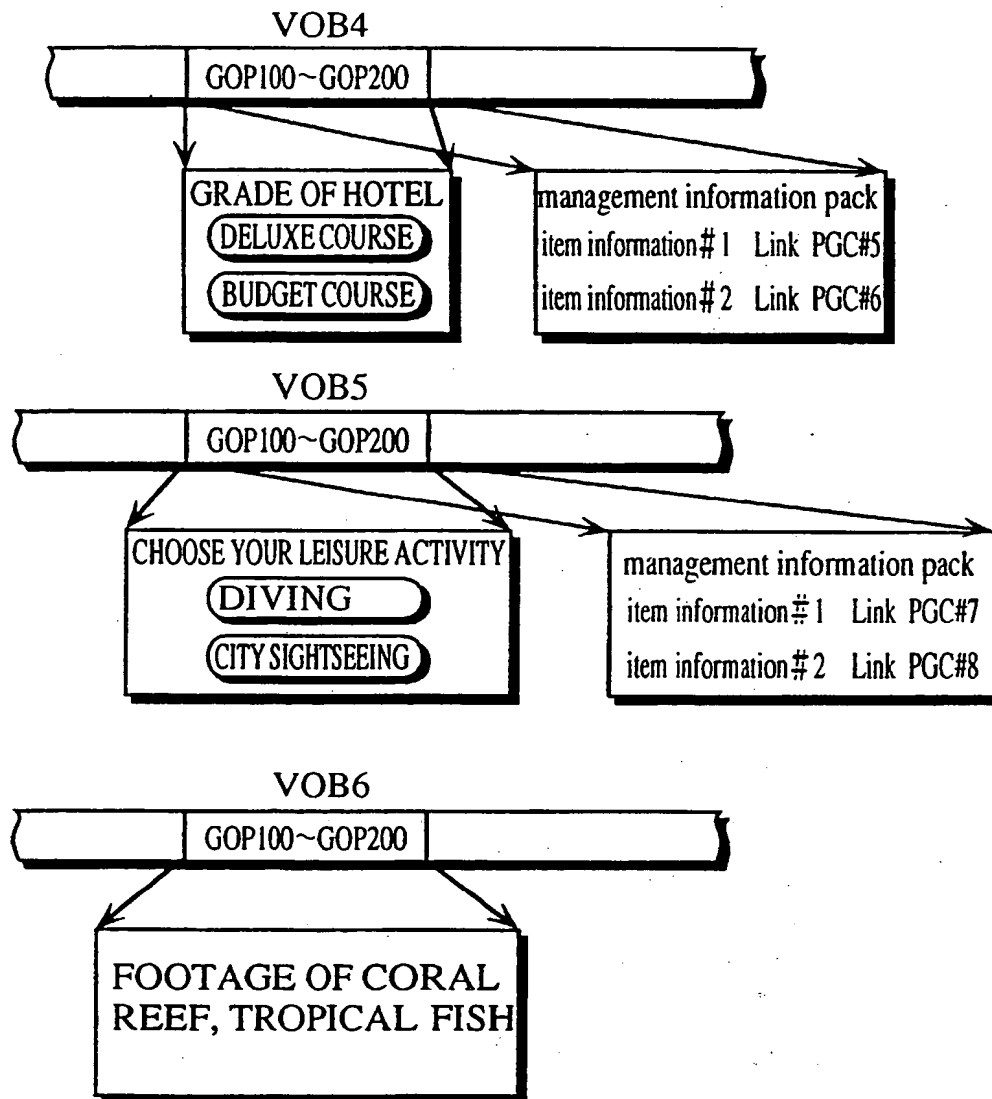 VOB4
GOP100~GOP200
GRADE OF HOTEL
DELUXE COURSE
BUDGET COURSE
management information pack
item information#1 Link PGC#5
item information#2 Link PGC#6
VOB5
GOP100~GOP200
CHOOSE YOUR LEISURE ACTIVITY
DIVING
CITY SIGHTSEEING
management information pack
item information#1 Link PGC#7
item information#2 Link PGC#8
VOB6
GOP100~GOP200
FOOTAGE OF CORAL
REEF, TROPICAL FISH